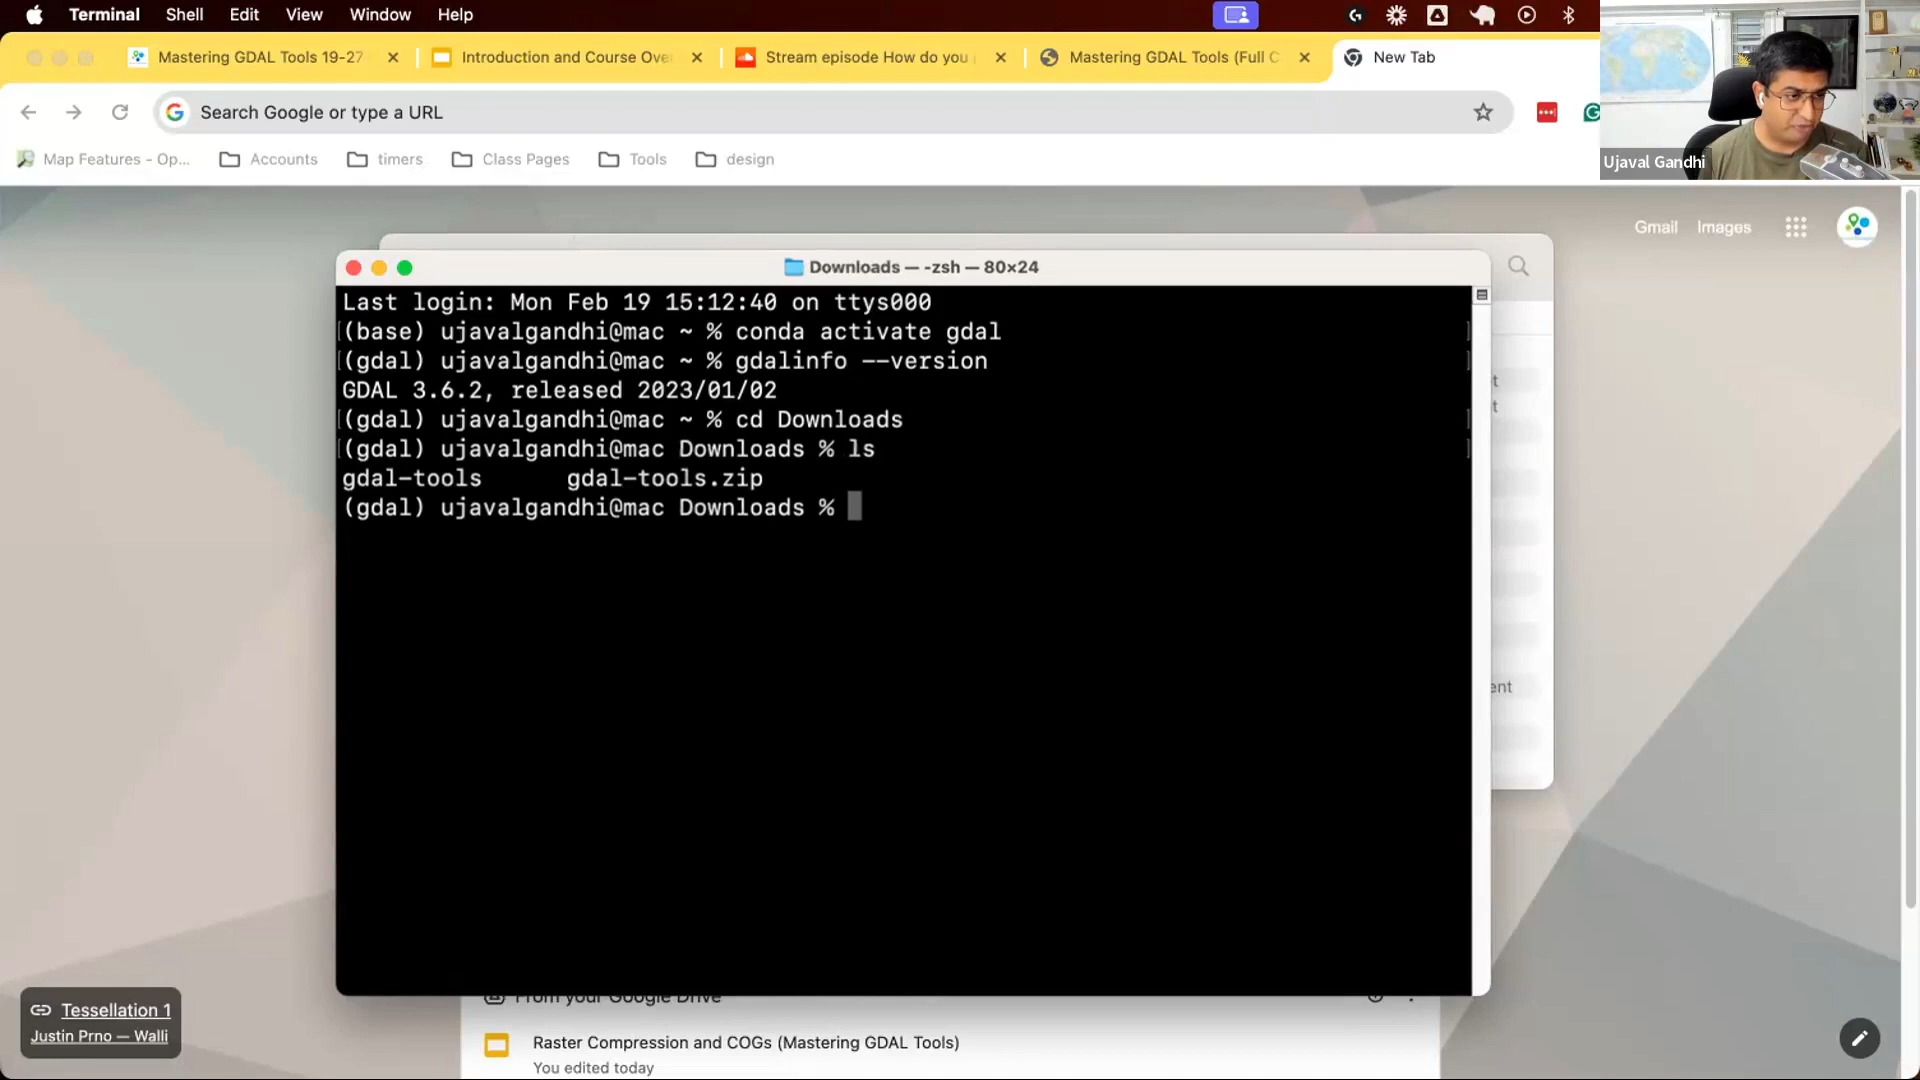 Terminal Shell Edit View Window Help
Mastering GDAL Tools 19-27
Introduction and Course Ove
Stream episode How do you
Mastering GDAL Tools (Full C
New Tab
Search Google or type a URL
Map Features - Op...
Accounts
timers
Class Pages
Tools
design
Ujaval Gandhi
Gmail Images
Downloads — -zsh — 80×24
Last login: Mon Feb 19 15:12:40 on ttys000
[(base) ujavalgandhi@mac ~ % conda activate gdal ]
[(gdal) ujavalgandhi@mac ~ % gdalinfo --version ]
GDAL 3.6.2, released 2023/01/02
[(gdal) ujavalgandhi@mac ~ % cd Downloads ]
[(gdal) ujavalgandhi@mac Downloads % ls ]
gdal-tools gdal-tools.zip
(gdal) ujavalgandhi@mac Downloads %
ent
From your Google Drive
Tessellation 1
Justin Prno — Walli
Raster Compression and COGs (Mastering GDAL Tools)
You edited today